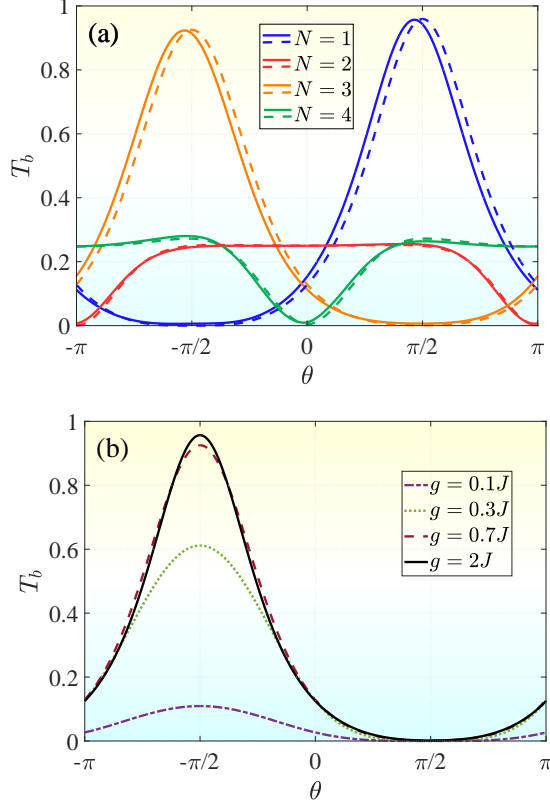 (a)
1
0.8
0.6
0.4
0.2
0
T_b
N = 1
N = 2
N = 3
N = 4
-π -π/2 0 π/2 π
θ
(b)
1
0.8
0.6
0.4
0.2
0
T_b
g = 0.1J
g = 0.3J
g = 0.7J
g = 2J
-π -π/2 0 π/2 π
θ